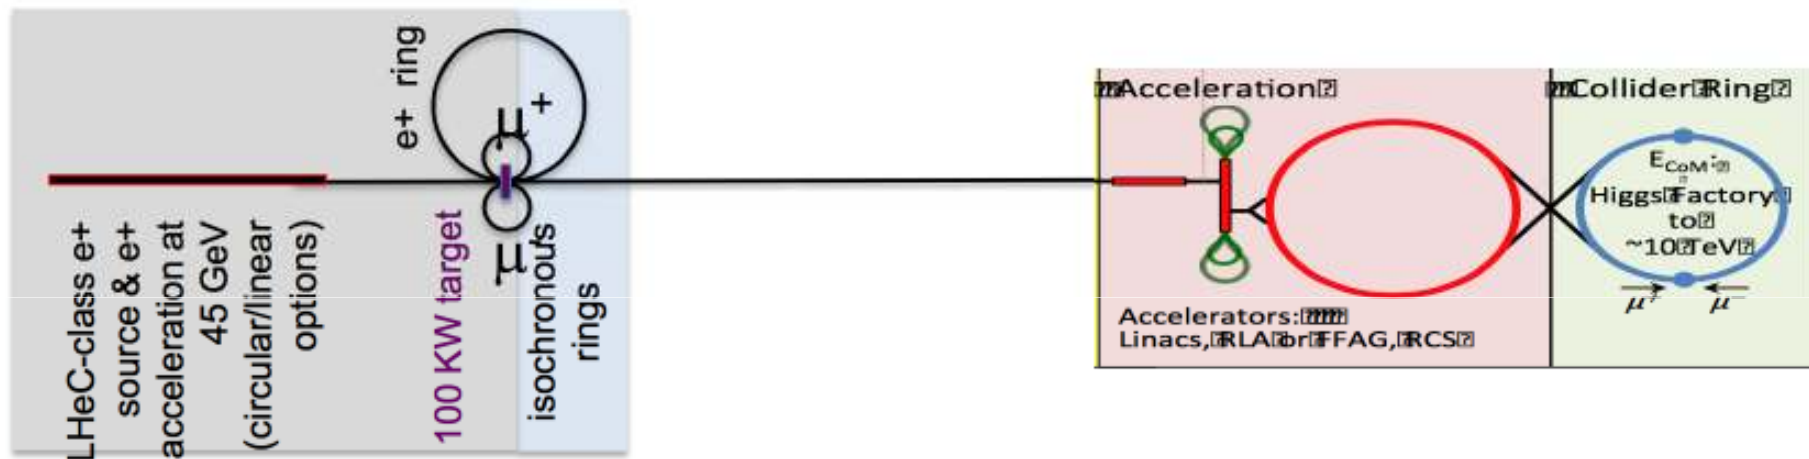 LHeC-class e+
source & e+
acceleration at
45 GeV
(circular/linear
options)
e+ ring
100 KW target
μ+
μ-
isochronous
rings
Acceleration
Accelerators:
Linacs, RLA or FFAG, RCS
Collider Ring
E_CoM:
Higgs Factory
to
~10 TeV
μ+ μ-